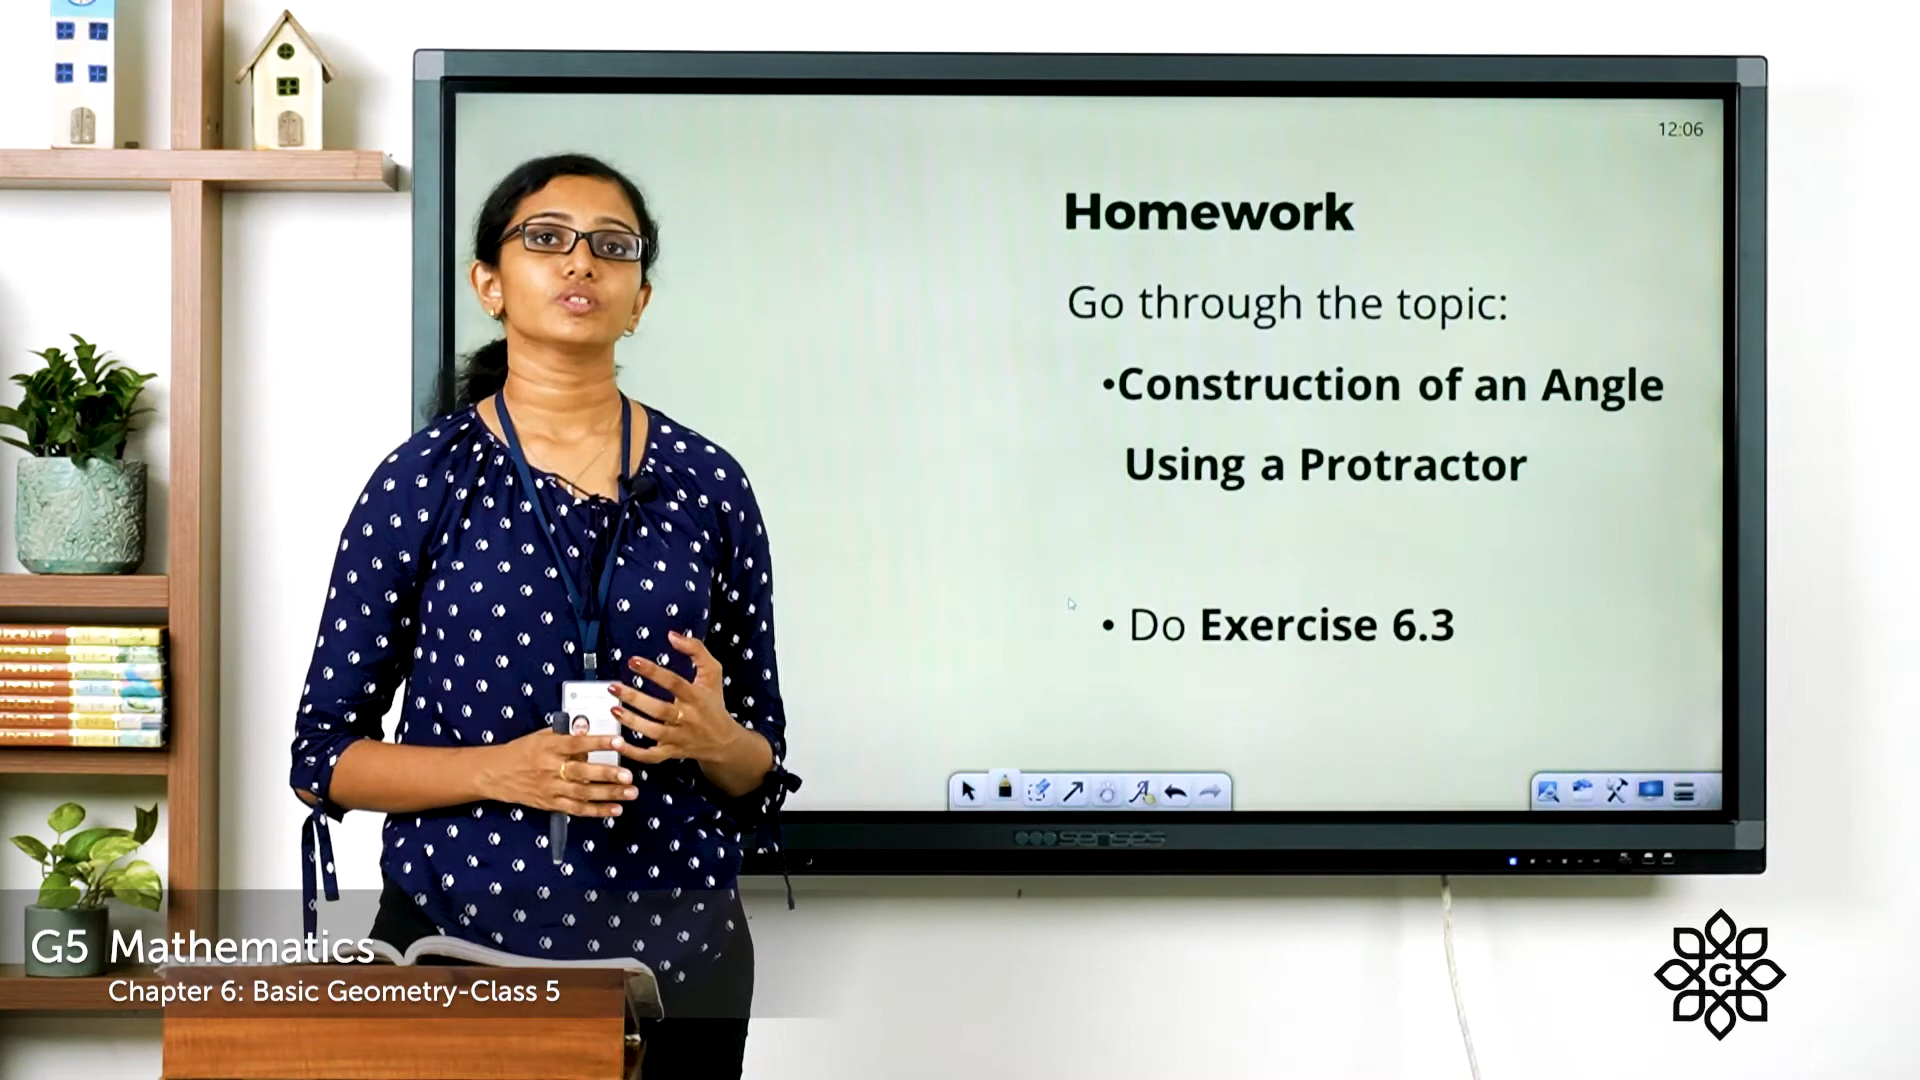 12:06
Homework
Go through the topic:
•Construction of an Angle
Using a Protractor
• Do Exercise 6.3
senses
G5 Mathematics
Chapter 6: Basic Geometry-Class 5
G